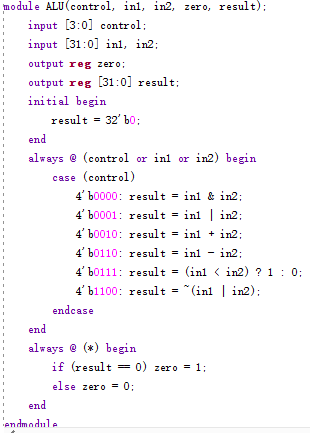 module ALU(control, in1, in2, zero, result);
    input [3:0] control;
    input [31:0] in1, in2;
    output reg zero;
    output reg [31:0] result;
    initial begin
        result = 32'b0;
    end
    always @ (control or in1 or in2) begin
        case (control)
            4'b0000: result = in1 & in2;
            4'b0001: result = in1 | in2;
            4'b0010: result = in1 + in2;
            4'b0110: result = in1 - in2;
            4'b0111: result = (in1 < in2) ? 1 : 0;
            4'b1100: result = ~(in1 | in2);
        endcase
    end
    always @ (*) begin
        if (result == 0) zero = 1;
        else zero = 0;
    end
endmodule